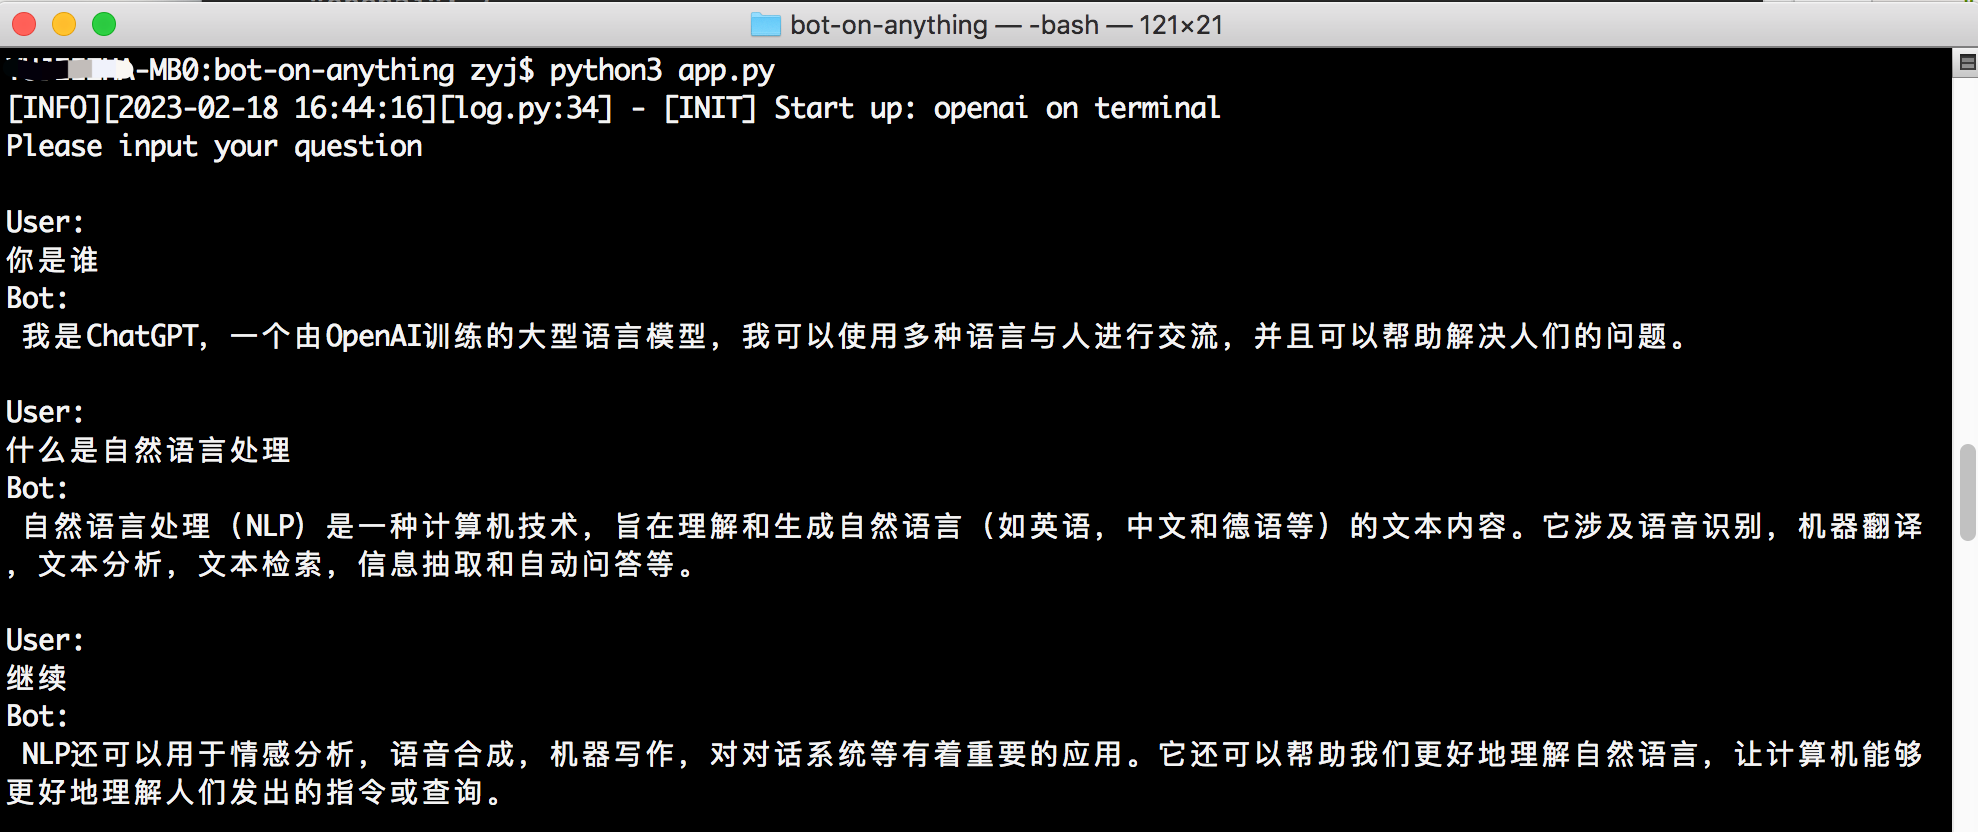 bot-on-anything — -bash — 121×21
-MB0:bot-on-anything zyj$ python3 app.py
[INFO][2023-02-18 16:44:16][log.py:34] - [INIT] Start up: openai on terminal
Please input your question
User:
你是谁
Bot:
我是ChatGPT，一个由OpenAI训练的大型语言模型，我可以使用多种语言与人进行交流，并且可以帮助解决人们的问题。
User:
什么是自然语言处理
Bot:
自然语言处理（NLP）是一种计算机技术，旨在理解和生成自然语言（如英语，中文和德语等）的文本内容。它涉及语音识别，机器翻译
，文本分析，文本检索，信息抽取和自动问答等。
User:
继续
Bot:
NLP还可以用于情感分析，语音合成，机器写作，对对话系统等有着重要的应用。它还可以帮助我们更好地理解自然语言，让计算机能够
更好地理解人们发出的指令或查询。